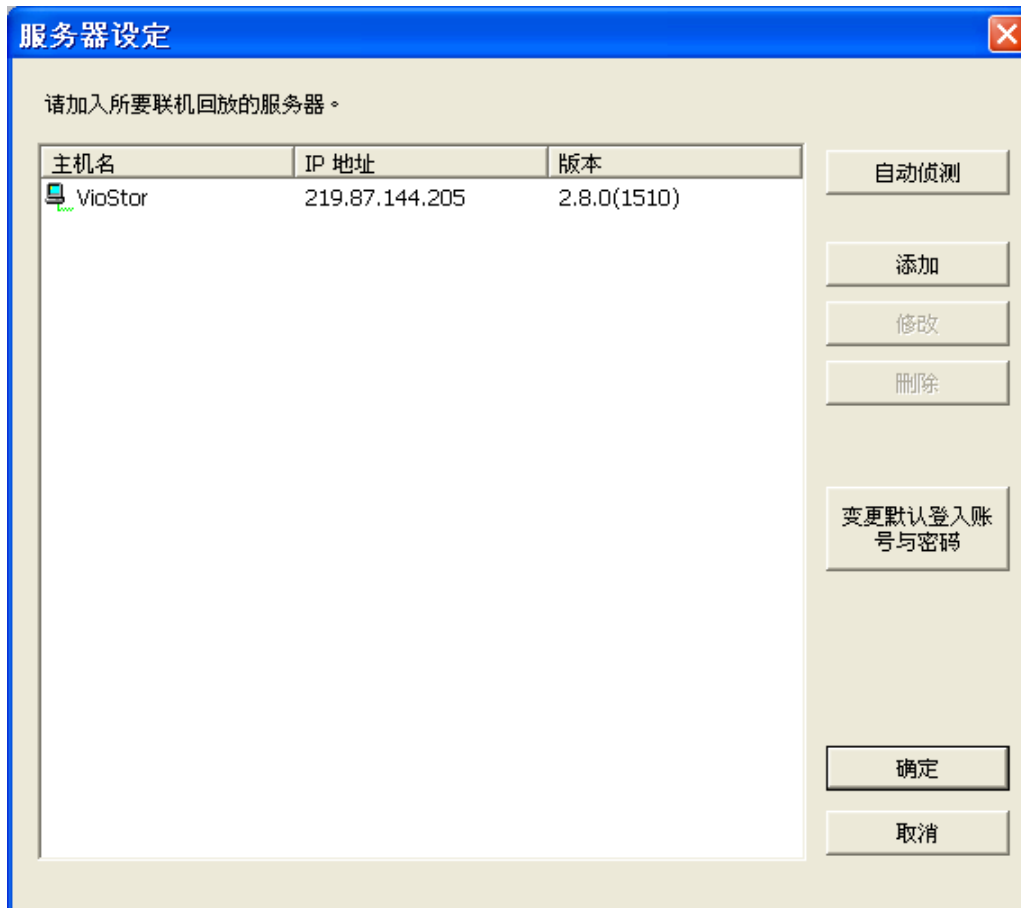 服务器设定
请加入所要联机回放的服务器。
主机名 IP 地址 版本
VioStor 219.87.144.205 2.8.0(1510)
自动侦测
添加
修改
删除
变更默认登入账
号与密码
确定
取消